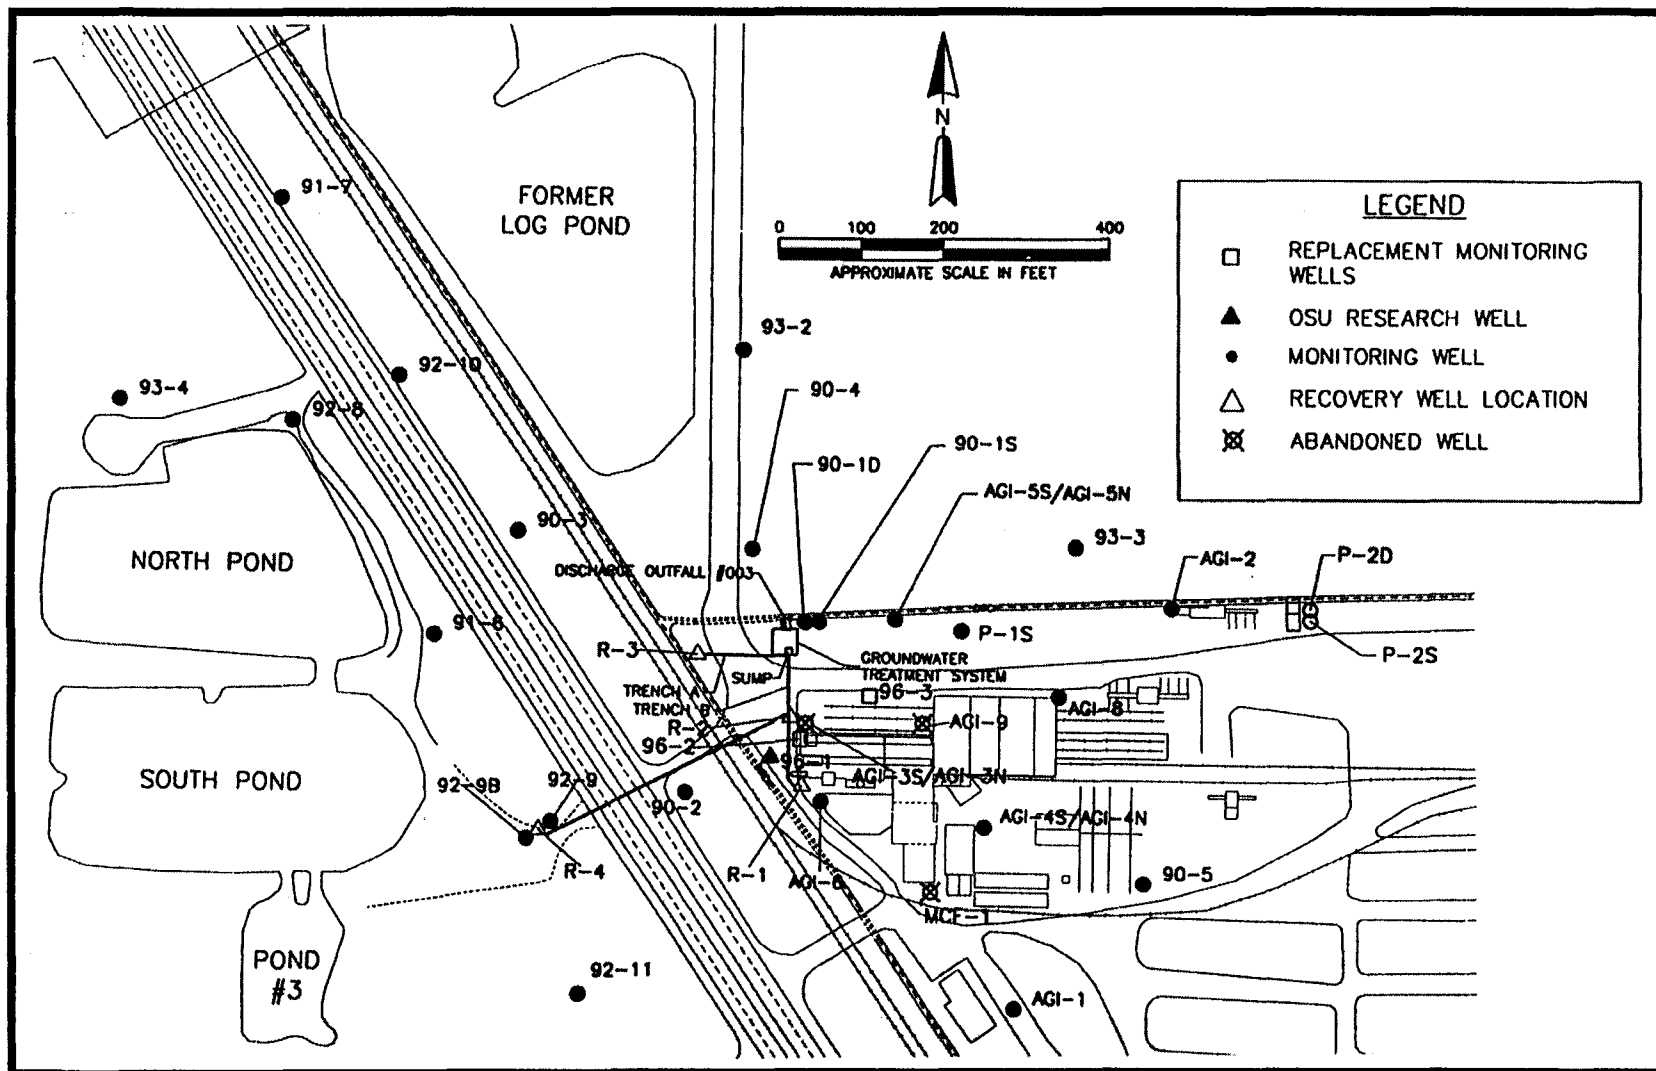 N
0 100 200 400
APPROXIMATE SCALE IN FEET
LEGEND
REPLACEMENT MONITORING
WELLS
OSU RESEARCH WELL
MONITORING WELL
RECOVERY WELL LOCATION
ABANDONED WELL
91-7
FORMER
LOG POND
93-2
92-10
93-4
92-8
90-4
90-1S
90-1D
AGI-5S/AGI-5N
90-3
93-3
NORTH POND
DISCHARGE OUTFALL #003
AGI-2
P-2D
P-1S
P-2S
R-3
GROUNDWATER
TREATMENT SYSTEM
SUMP
TRENCH A
TRENCH B
96-3
AGI-8
R-
AGI-9
96-2
96-1
AGI-3S/AGI-3N
SOUTH POND
92-9B
92-9
90-2
AGI-4S/AGI-4N
R-4
R-1
AGI-6
90-5
MCF-1
POND
#3
92-11
AGI-1